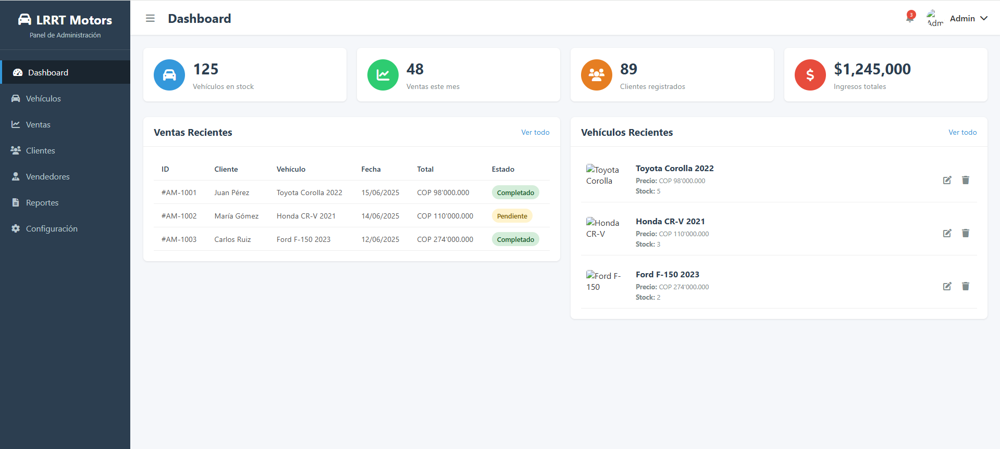 LRRT Motors
Panel de Administración
Dashboard
Vehículos
Ventas
Clientes
Vendedores
Reportes
Configuración
Dashboard
3
Adm
Admin
125
Vehículos en stock
48
Ventas este mes
89
Clientes registrados
$1,245,000
Ingresos totales
Ventas Recientes Ver todo
ID Cliente Vehículo Fecha Total Estado
#AM-1001 Juan Pérez Toyota Corolla 2022 15/06/2025 COP 98'000.000 Completado
#AM-1002 María Gómez Honda CR-V 2021 14/06/2025 COP 110'000.000 Pendiente
#AM-1003 Carlos Ruiz Ford F-150 2023 12/06/2025 COP 274'000.000 Completado
Vehículos Recientes Ver todo
Toyota
Corolla
Toyota Corolla 2022
Precio: COP 98'000.000
Stock: 5
Honda
CR-V
Honda CR-V 2021
Precio: COP 110'000.000
Stock: 3
Ford F-
150
Ford F-150 2023
Precio: COP 274'000.000
Stock: 2